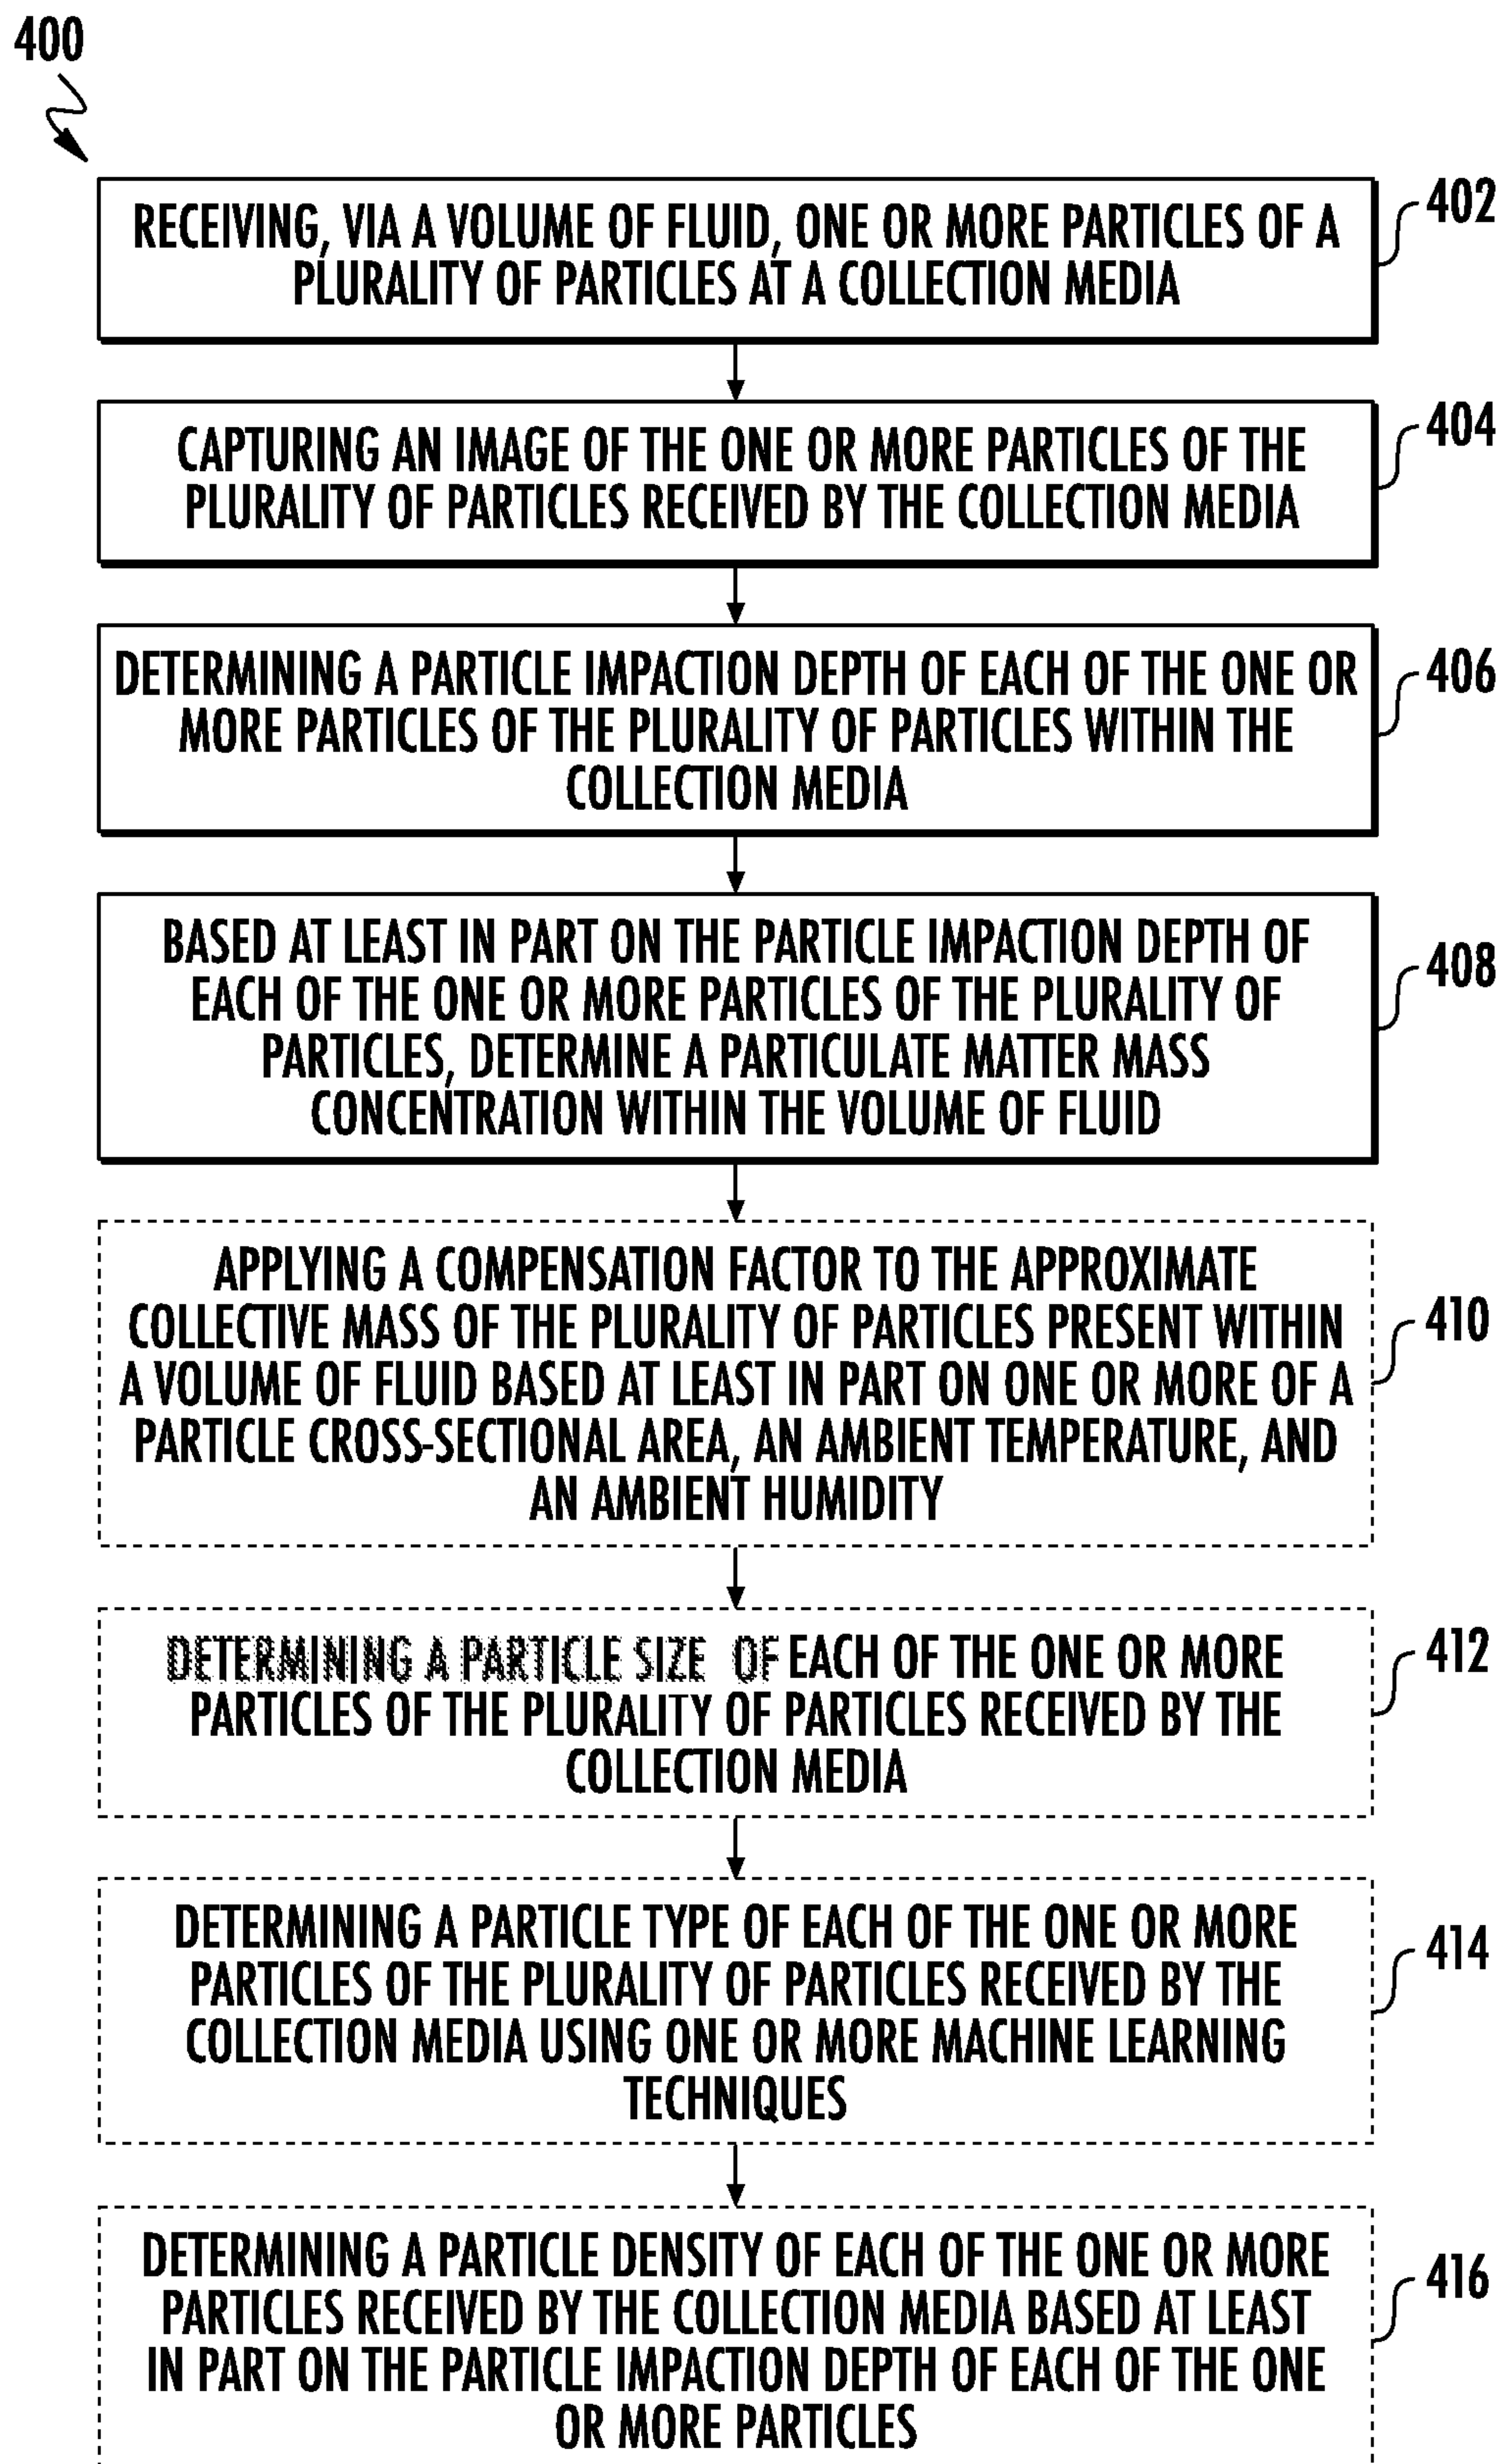 400
RECEIVING, VIA A VOLUME OF FLUID, ONE OR MORE PARTICLES OF A
PLURALITY OF PARTICLES AT A COLLECTION MEDIA
402
CAPTURING AN IMAGE OF THE ONE OR MORE PARTICLES OF THE
PLURALITY OF PARTICLES RECEIVED BY THE COLLECTION MEDIA
404
DETERMINING A PARTICLE IMPACTION DEPTH OF EACH OF THE ONE OR
MORE PARTICLES OF THE PLURALITY OF PARTICLES WITHIN THE
COLLECTION MEDIA
406
BASED AT LEAST IN PART ON THE PARTICLE IMPACTION DEPTH OF
EACH OF THE ONE OR MORE PARTICLES OF THE PLURALITY OF
PARTICLES, DETERMINE A PARTICULATE MATTER MASS
CONCENTRATION WITHIN THE VOLUME OF FLUID
408
APPLYING A COMPENSATION FACTOR TO THE APPROXIMATE
COLLECTIVE MASS OF THE PLURALITY OF PARTICLES PRESENT WITHIN
A VOLUME OF FLUID BASED AT LEAST IN PART ON ONE OR MORE OF A
PARTICLE CROSS-SECTIONAL AREA, AN AMBIENT TEMPERATURE, AND
AN AMBIENT HUMIDITY
410
DETERMINING A PARTICLE SIZE OF EACH OF THE ONE OR MORE
PARTICLES OF THE PLURALITY OF PARTICLES RECEIVED BY THE
COLLECTION MEDIA
412
DETERMINING A PARTICLE TYPE OF EACH OF THE ONE OR MORE
PARTICLES OF THE PLURALITY OF PARTICLES RECEIVED BY THE
COLLECTION MEDIA USING ONE OR MORE MACHINE LEARNING
TECHNIQUES
414
DETERMINING A PARTICLE DENSITY OF EACH OF THE ONE OR MORE
PARTICLES RECEIVED BY THE COLLECTION MEDIA BASED AT LEAST
IN PART ON THE PARTICLE IMPACTION DEPTH OF EACH OF THE ONE
OR MORE PARTICLES
416